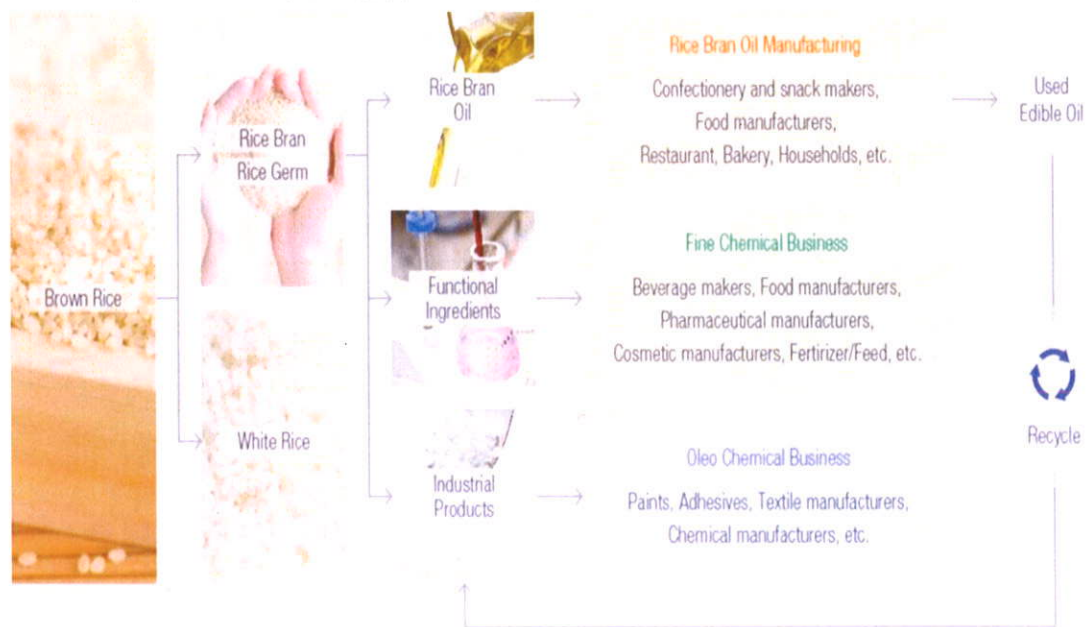 Brown Rice
Rice Bran
Rice Germ
White Rice
Rice Bran
Oil
Functional
Ingredients
Industrial
Products
Rice Bran Oil Manufacturing
Confectionery and snack makers,
Food manufacturers,
Restaurant, Bakery, Households, etc.
Fine Chemical Business
Beverage makers, Food manufacturers,
Pharmaceutical manufacturers,
Cosmetic manufacturers, Fertirizer/Feed, etc.
Oleo Chemical Business
Paints, Adhesives, Textile manufacturers,
Chemical manufacturers, etc.
Used
Edible Oil
Recycle